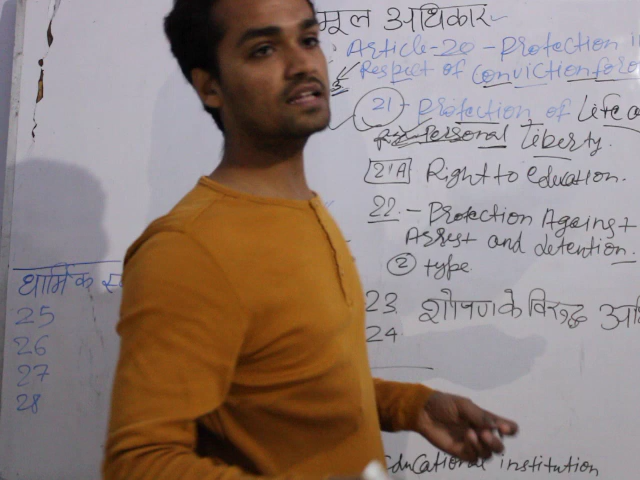 मूल अधिकार
Article-20 - Protection in
Respect of conviction for o
21 - Protection of Life a
Personal Liberty.
21A Right to education.
22. - Protection Against
Arrest and detention.
② type
23. शोषण के विरुद्ध अधि
24
धार्मिक स्
25
26
27
28
Educational institution